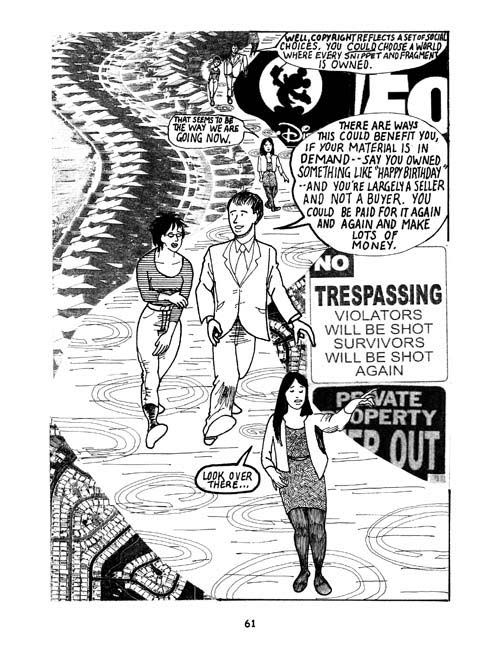 WELL, COPYRIGHT REFLECTS A SET OF SOCIAL
CHOICES. YOU COULD CHOOSE A WORLD
WHERE EVERY SNIPPET AND FRAGMENT
IS OWNED.
THAT SEEMS TO BE
THE WAY WE ARE
GOING NOW.
THERE ARE WAYS
THIS COULD BENEFIT YOU,
IF YOUR MATERIAL IS IN
DEMAND--SAY YOU OWNED
SOMETHING LIKE "HAPPY BIRTHDAY"
--AND YOU'RE LARGELY A SELLER
AND NOT A BUYER. YOU
COULD BE PAID FOR IT AGAIN
AND AGAIN AND MAKE
LOTS OF
MONEY.
NO
TRESPASSING
VIOLATORS
WILL BE SHOT
SURVIVORS
WILL BE SHOT
AGAIN
PRIVATE
OPERTY
EP OUT
LOOK OVER
THERE...
61